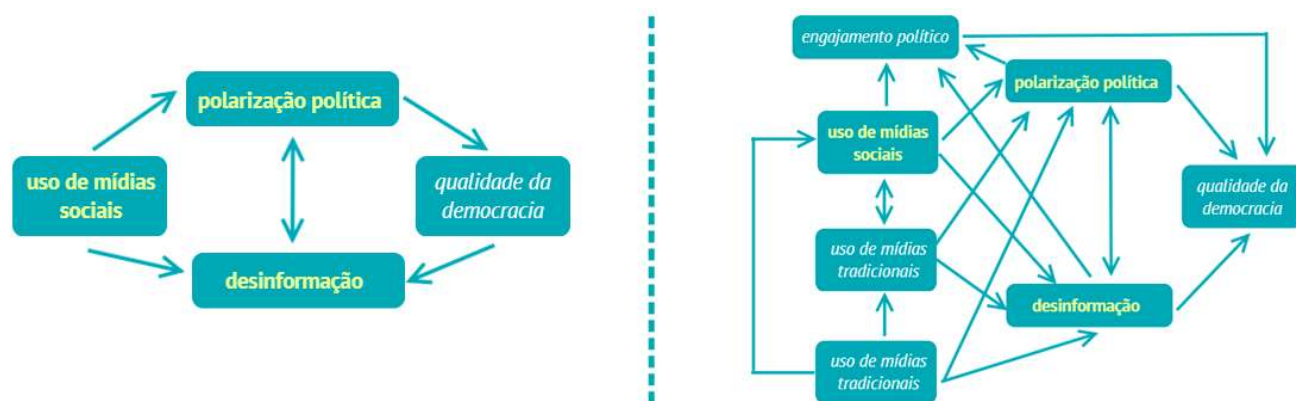 polarização política
uso de mídias
sociais
qualidade da
democracia
desinformação
engajamento político
polarização política
uso de mídias
sociais
qualidade da
democracia
uso de mídias
tradicionais
desinformação
uso de mídias
tradicionais